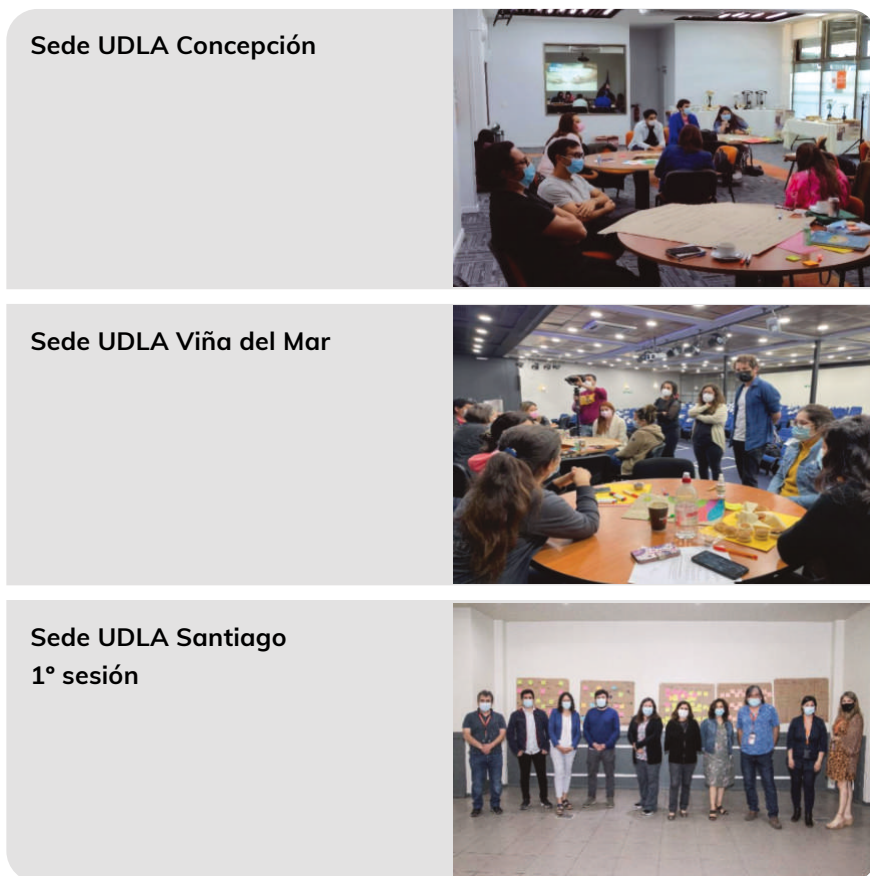 Sede UDLA Concepción
Sede UDLA Viña del Mar
Sede UDLA Santiago
1° sesión